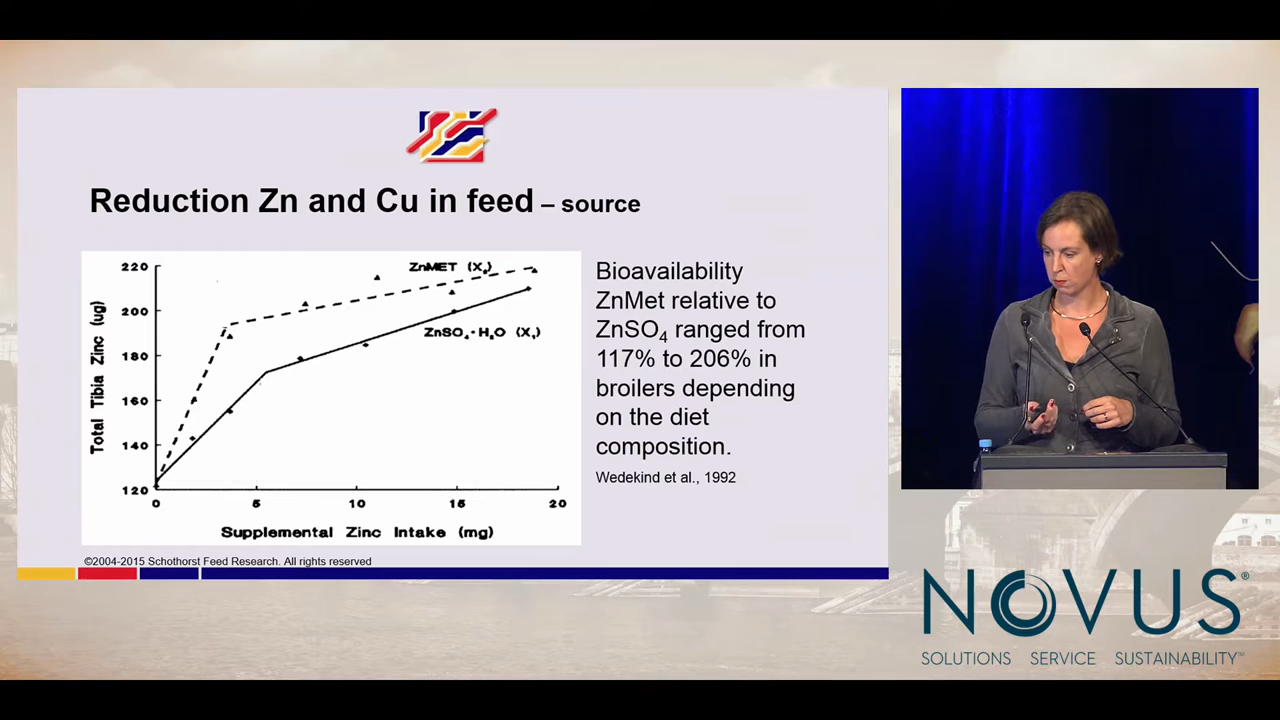 Reduction Zn and Cu in feed – source
220
200
180
160
140
120
Total Tibia Zinc (ug)
ZnMET (X₂)
ZnSO₄·H₂O (X₁)
0
5
10
15
20
Supplemental Zinc Intake (mg)
Bioavailability
ZnMet relative to
ZnSO₄ ranged from
117% to 206% in
broilers depending
on the diet
composition.
Wedekind et al., 1992
©2004-2015 Schothorst Feed Research. All rights reserved
NOVUS®
SOLUTIONS SERVICE SUSTAINABILITY™